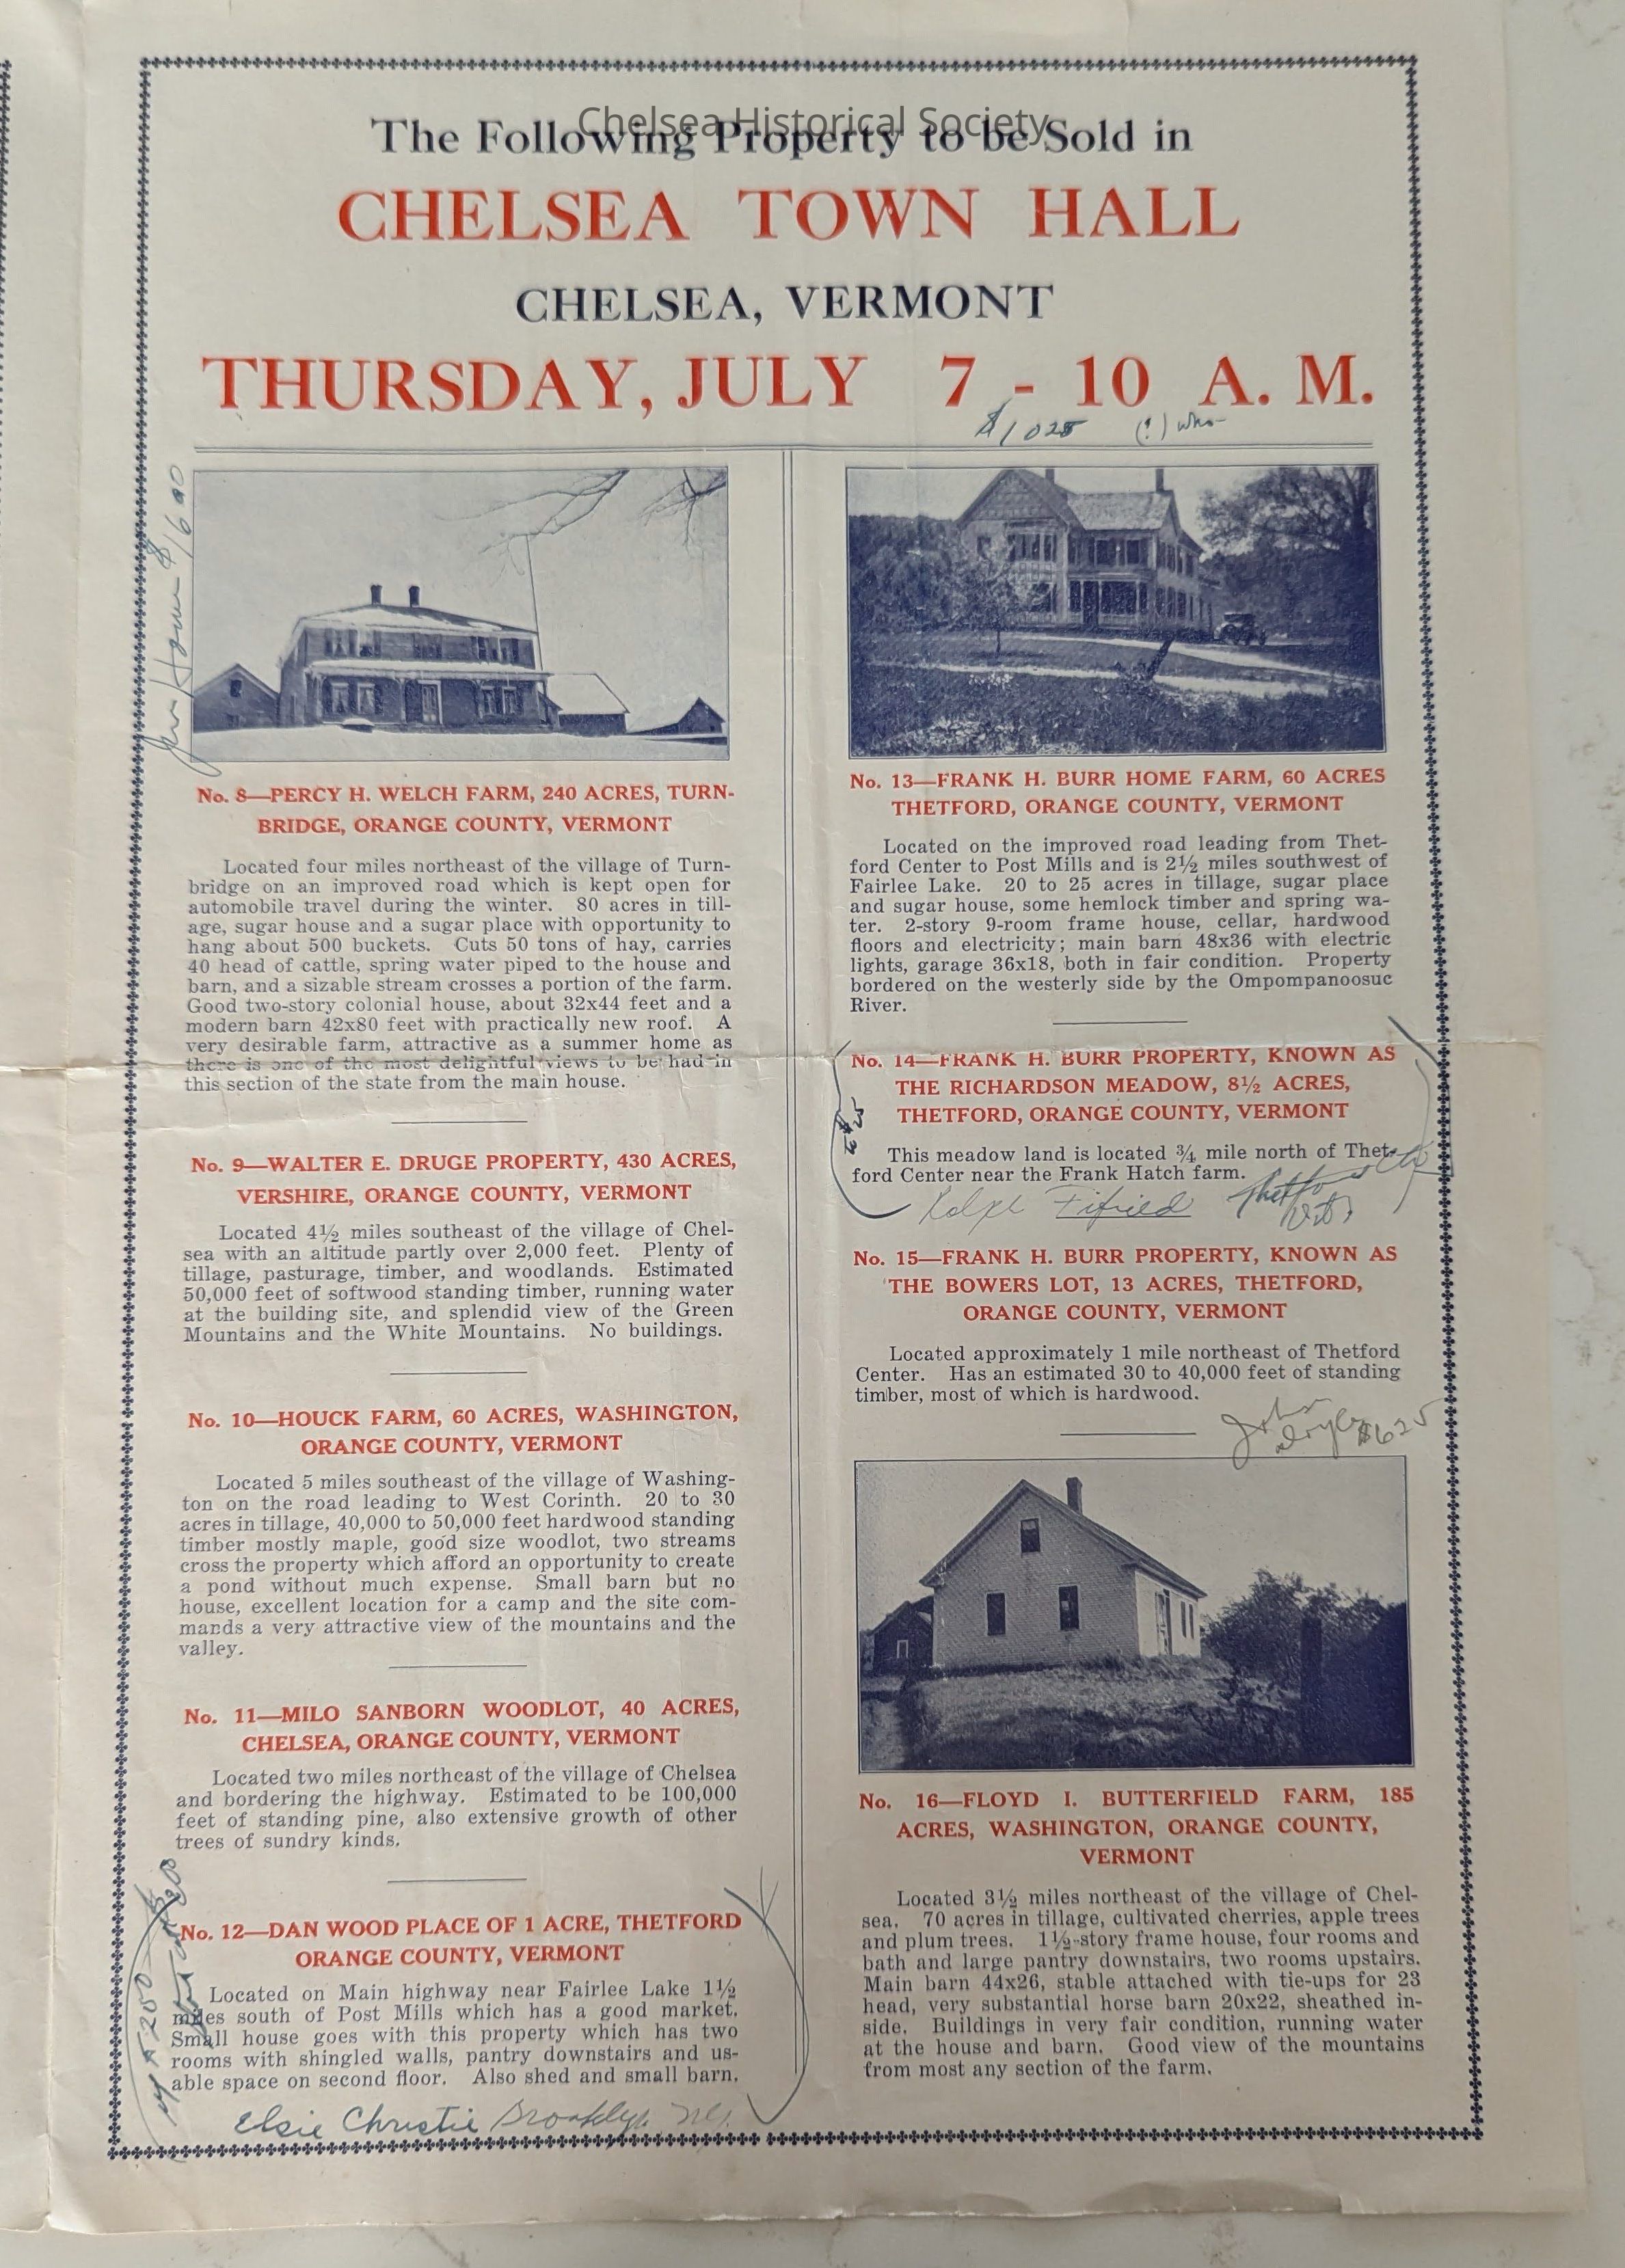 Chelsea Historical Society
The Following Property to be Sold in
CHELSEA TOWN HALL
CHELSEA, VERMONT
THURSDAY, JULY 7 - 10 A. M.
$1025 (?) who
$1600
No. 8—PERCY H. WELCH FARM, 240 ACRES, TURN-
BRIDGE, ORANGE COUNTY, VERMONT
Located four miles northeast of the village of Turn-
bridge on an improved road which is kept open for
automobile travel during the winter. 80 acres in till-
age, sugar house and a sugar place with opportunity to
hang about 500 buckets. Cuts 50 tons of hay, carries
40 head of cattle, spring water piped to the house and
barn, and a sizable stream crosses a portion of the farm.
Good two-story colonial house, about 32x44 feet and a
modern barn 42x80 feet with practically new roof. A
very desirable farm, attractive as a summer home as
there is one of the most delightful views to be had in
this section of the state from the main house.
No. 9—WALTER E. DRUGE PROPERTY, 430 ACRES,
VERSHIRE, ORANGE COUNTY, VERMONT
Located 4½ miles southeast of the village of Chel-
sea with an altitude partly over 2,000 feet. Plenty of
tillage, pasturage, timber, and woodlands. Estimated
50,000 feet of softwood standing timber, running water
at the building site, and splendid view of the Green
Mountains and the White Mountains. No buildings.
No. 10—HOUCK FARM, 60 ACRES, WASHINGTON,
ORANGE COUNTY, VERMONT
Located 5 miles southeast of the village of Washing-
ton on the road leading to West Corinth. 20 to 30
acres in tillage, 40,000 to 50,000 feet hardwood standing
timber mostly maple, good size woodlot, two streams
cross the property which afford an opportunity to create
a pond without much expense. Small barn but no
house, excellent location for a camp and the site com-
mands a very attractive view of the mountains and the
valley.
No. 11—MILO SANBORN WOODLOT, 40 ACRES,
CHELSEA, ORANGE COUNTY, VERMONT
Located two miles northeast of the village of Chelsea
and bordering the highway. Estimated to be 100,000
feet of standing pine, also extensive growth of other
trees of sundry kinds.
No. 12—DAN WOOD PLACE OF 1 ACRE, THETFORD
ORANGE COUNTY, VERMONT
Located on Main highway near Fairlee Lake 1½
miles south of Post Mills which has a good market.
Small house goes with this property which has two
rooms with shingled walls, pantry downstairs and us-
able space on second floor. Also shed and small barn.
Elsie Christie Brooklyn N.Y.
No. 13—FRANK H. BURR HOME FARM, 60 ACRES
THETFORD, ORANGE COUNTY, VERMONT
Located on the improved road leading from Thet-
ford Center to Post Mills and is 2½ miles southwest of
Fairlee Lake. 20 to 25 acres in tillage, sugar place
and sugar house, some hemlock timber and spring wa-
ter. 2-story 9-room frame house, cellar, hardwood
floors and electricity; main barn 48x36 with electric
lights, garage 36x18, both in fair condition. Property
bordered on the westerly side by the Ompompanoosuc
River.
No. 14—FRANK H. BURR PROPERTY, KNOWN AS
THE RICHARDSON MEADOW, 8½ ACRES,
THETFORD, ORANGE COUNTY, VERMONT
This meadow land is located ¾ mile north of Thet-
ford Center near the Frank Hatch farm.
Ralph Fifield Thetford Ctr
Vt.
No. 15—FRANK H. BURR PROPERTY, KNOWN AS
THE BOWERS LOT, 13 ACRES, THETFORD,
ORANGE COUNTY, VERMONT
Located approximately 1 mile northeast of Thetford
Center. Has an estimated 30 to 40,000 feet of standing
timber, most of which is hardwood.
John
$625
No. 16—FLOYD I. BUTTERFIELD FARM, 185
ACRES, WASHINGTON, ORANGE COUNTY,
VERMONT
Located 3½ miles northeast of the village of Chel-
sea. 70 acres in tillage, cultivated cherries, apple trees
and plum trees. 1½-story frame house, four rooms and
bath and large pantry downstairs, two rooms upstairs.
Main barn 44x26, stable attached with tie-ups for 23
head, very substantial horse barn 20x22, sheathed in-
side. Buildings in very fair condition, running water
at the house and barn. Good view of the mountains
from most any section of the farm.